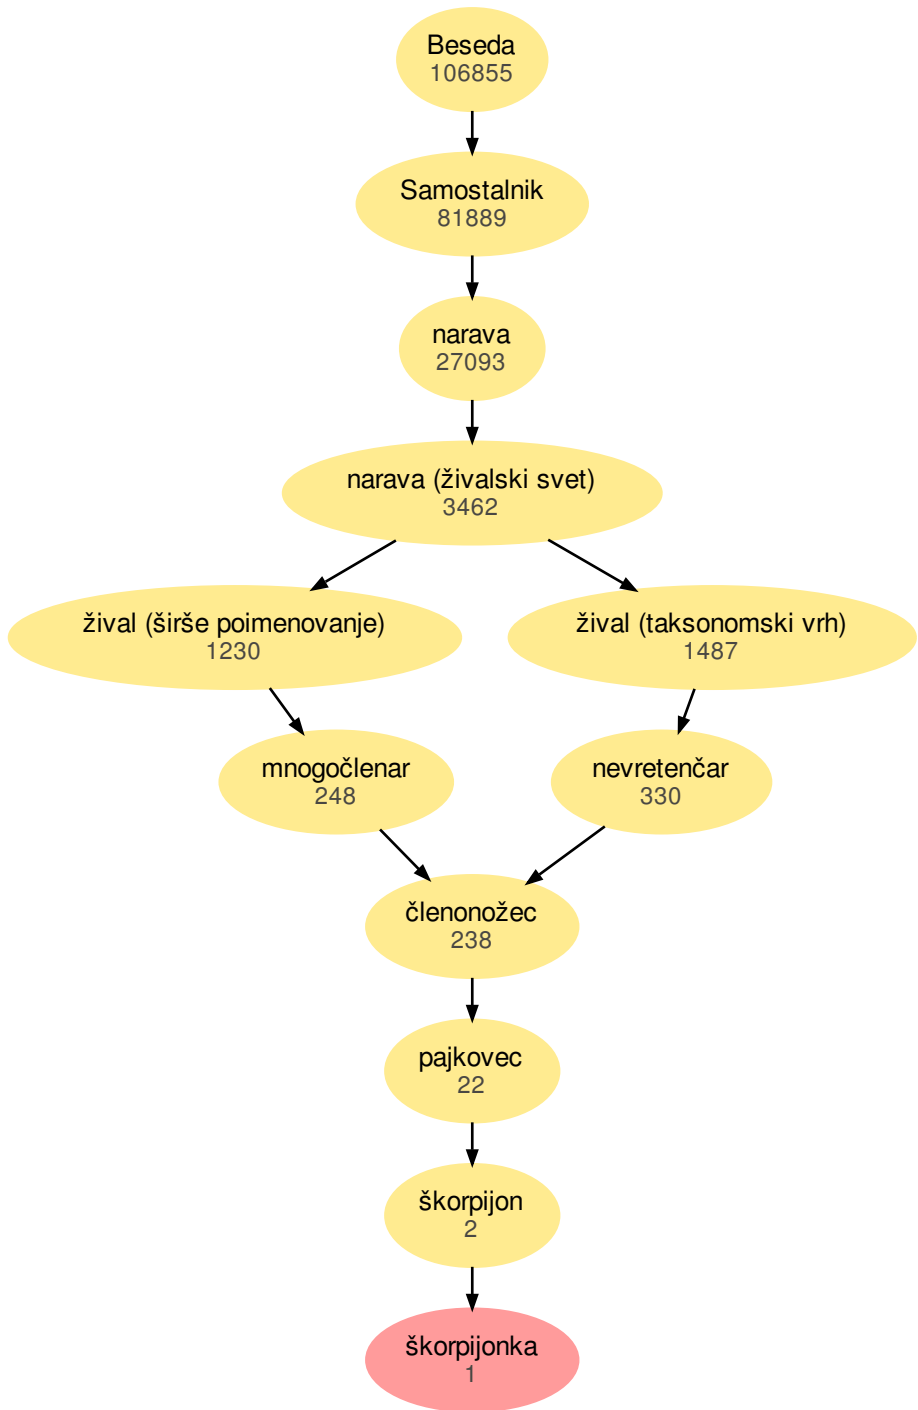 Beseda
106855
Samostalnik
81889
narava
27093
narava (živalski svet)
3462
žival (širše poimenovanje)
1230
žival (taksonomski vrh)
1487
mnogočlenar
248
nevretenčar
330
členonožec
238
pajkovec
22
škorpijon
2
škorpijonka
1